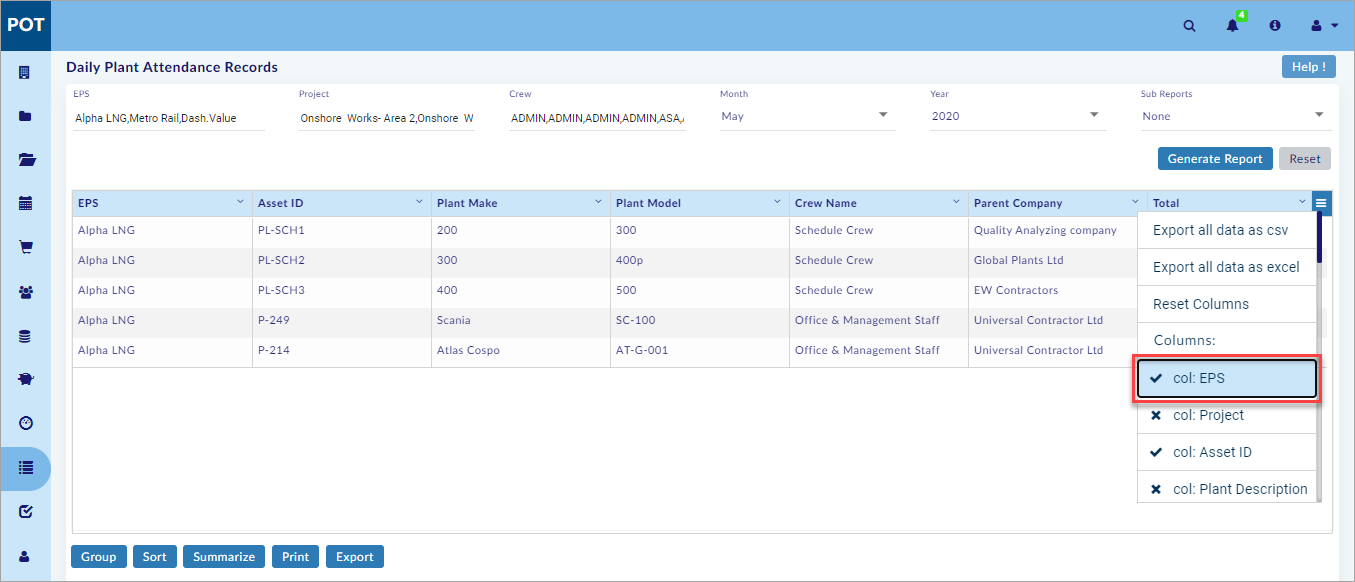 POT
4
Daily Plant Attendance Records
Help !
EPS Project Crew Month Year Sub Reports
Alpha LNG,Metro Rail,Dash.Value Onshore Works- Area 2,Onshore W ADMIN,ADMIN,ADMIN,ADMIN,ASA, May 2020 None
Generate Report Reset
EPS Asset ID Plant Make Plant Model Crew Name Parent Company Total
Alpha LNG PL-SCH1 200 300 Schedule Crew Quality Analyzing company
Alpha LNG PL-SCH2 300 400p Schedule Crew Global Plants Ltd
Alpha LNG PL-SCH3 400 500 Schedule Crew EW Contractors
Alpha LNG P-249 Scania SC-100 Office & Management Staff Universal Contractor Ltd
Alpha LNG P-214 Atlas Cospo AT-G-001 Office & Management Staff Universal Contractor Ltd
Export all data as csv
Export all data as excel
Reset Columns
Columns:
col: EPS
col: Project
col: Asset ID
col: Plant Description
Group Sort Summarize Print Export